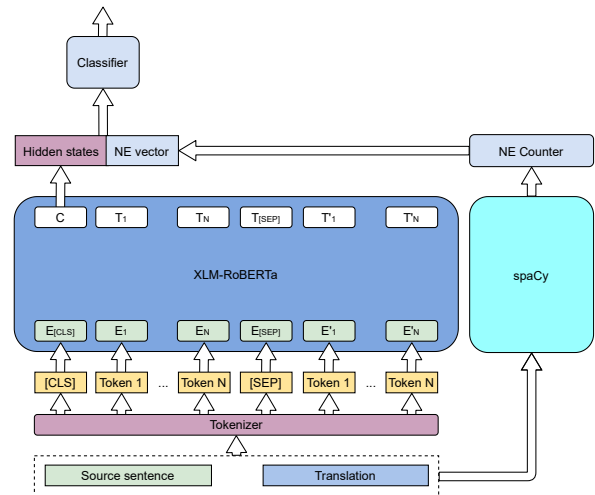 Classifier
Hidden states NE vector NE Counter
C T1 TN T[SEP] T'1 T'N
XLM-RoBERTa
spaCy
E[CLS] E1 EN E[SEP] E'1 E'N
[CLS] Token 1 ... Token N [SEP] Token 1 ... Token N
Tokenizer
Source sentence Translation